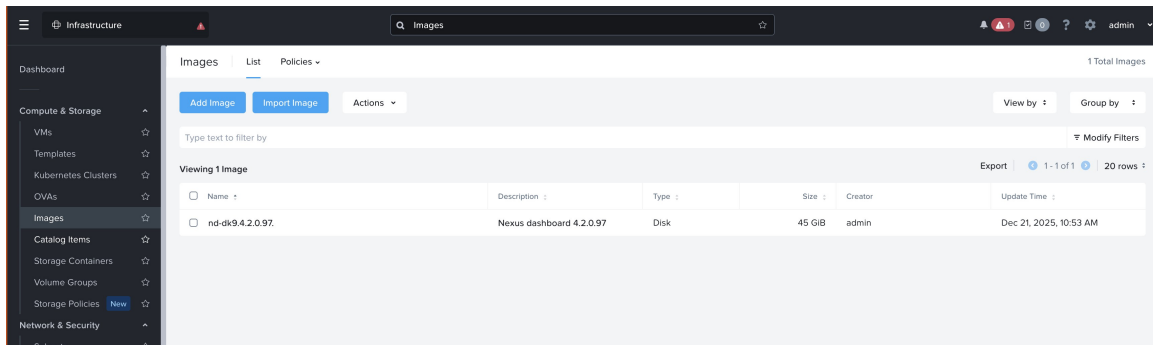 Infrastructure
Images
1
0
?
admin
Dashboard
Compute & Storage
VMs
Templates
Kubernetes Clusters
OVAs
Images
Catalog Items
Storage Containers
Volume Groups
Storage Policies New
Network & Security
Images List Policies 1 Total Images
Add Image Import Image Actions View by Group by
Type text to filter by Modify Filters
Viewing 1 Image Export 1 - 1 of 1 20 rows
Name Description Type Size Creator Update Time
nd-dk9.4.2.0.97. Nexus dashboard 4.2.0.97 Disk 45 GiB admin Dec 21, 2025, 10:53 AM